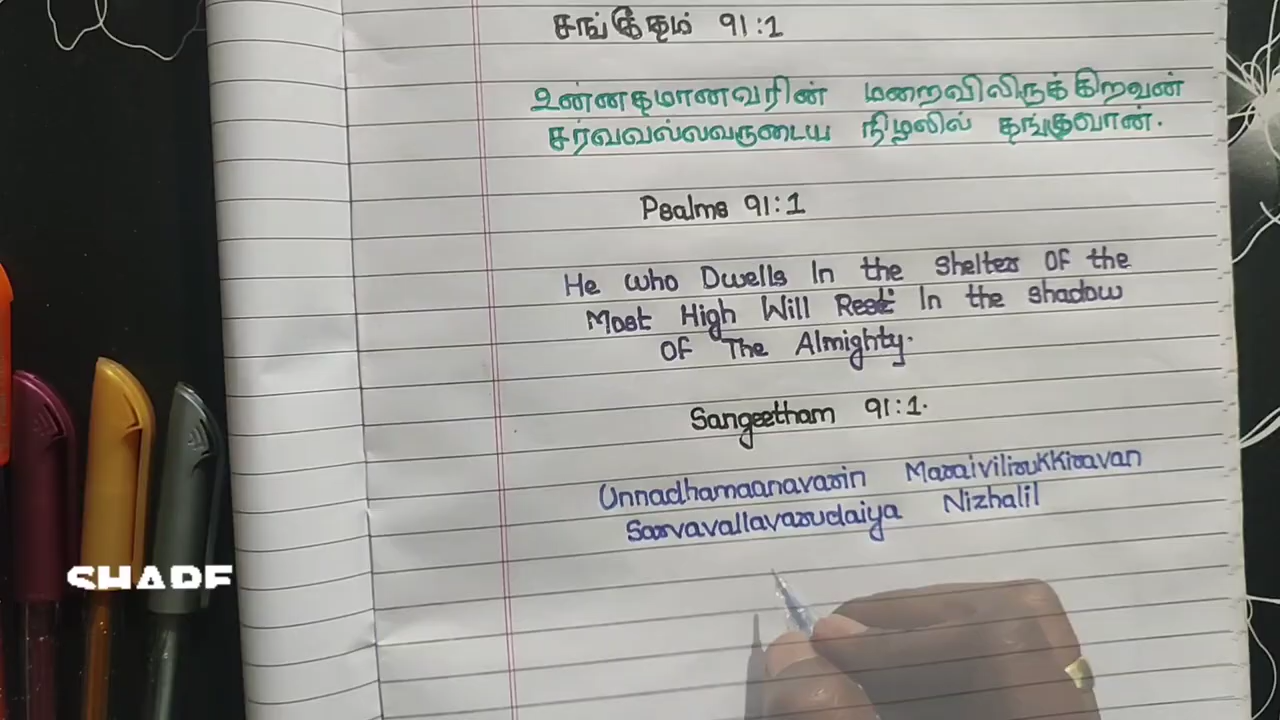 சங்கீதம் 91:1
உன்னதமானவரின் மறைவிலிருக்கிறவன்
சர்வவல்லவருடைய நிழலில் தங்குவான்.
Psalms 91:1
He who Dwells In the Shelter Of the
Most High Will Rest In the Shadow
Of The Almighty.
Sangeetham 91:1.
Unnadhamaanavarin Maraivilirukkiravan
Sarvavallavarudaiya Nizhalil